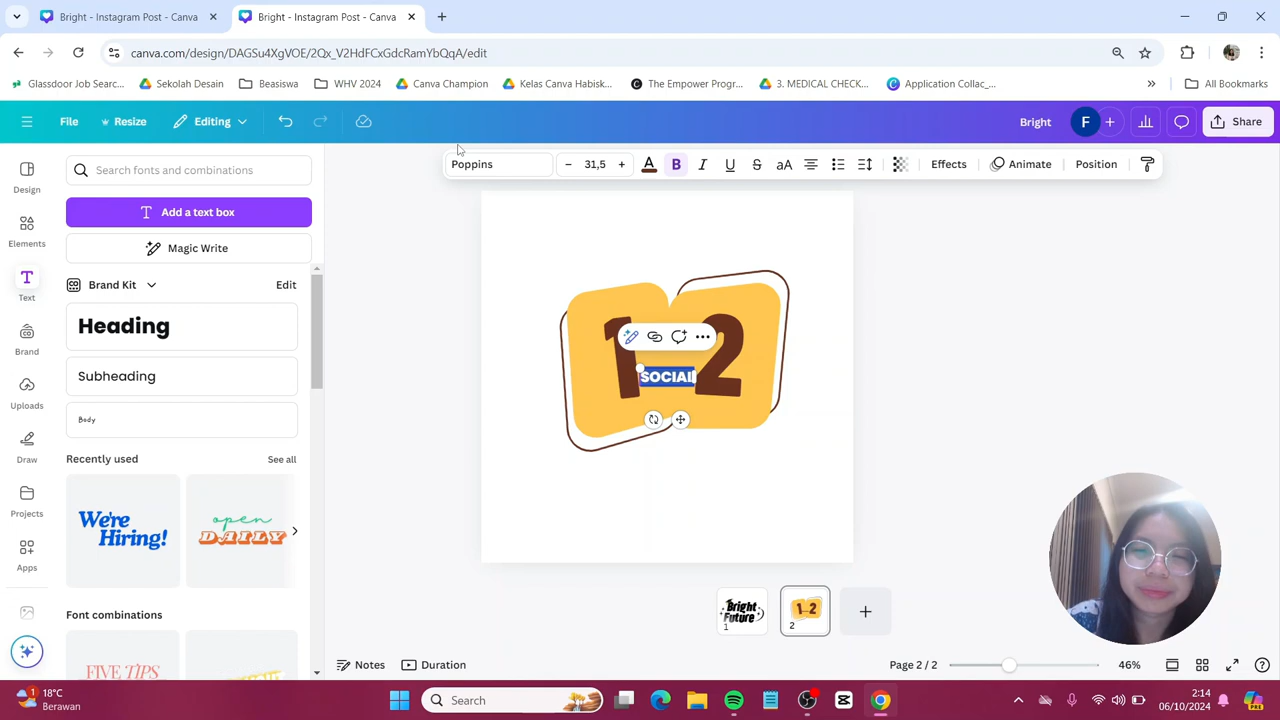 Bright - Instagram Post - Canva
Bright - Instagram Post - Canva
canva.com/design/DAGSu4XgVOE/2Qx_V2HdFCxGdcRamYbQqA/edit
Glassdoor Job Searc...
Sekolah Desain
Beasiswa
WHV 2024
Canva Champion
Kelas Canva Habisk...
The Empower Progr...
3. MEDICAL CHECK...
Application Collac_...
All Bookmarks
File
Resize
Editing
Bright
F
Share
Design
Elements
Text
Brand
Uploads
Draw
Projects
Apps
Search fonts and combinations
Add a text box
Magic Write
Brand Kit
Edit
Heading
Subheading
Body
Recently used
See all
We're
Hiring!
open
DAILY
Font combinations
FIVE TIPS
Poppins
- 31,5 +
A
B
I
U
S
aA
Effects
Animate
Position
1 2
SOCIAL
Bright
Future
1
1 2
2
Notes
Duration
Page 2 / 2
46%
18°C
Berawan
Search
2:14
06/10/2024